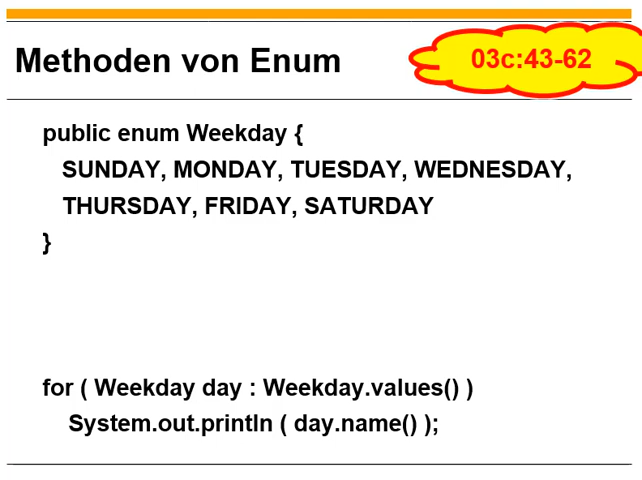 Methoden von Enum
03c:43-62
public enum Weekday {
SUNDAY, MONDAY, TUESDAY, WEDNESDAY,
THURSDAY, FRIDAY, SATURDAY
}
for ( Weekday day : Weekday.values() )
System.out.println ( day.name() );